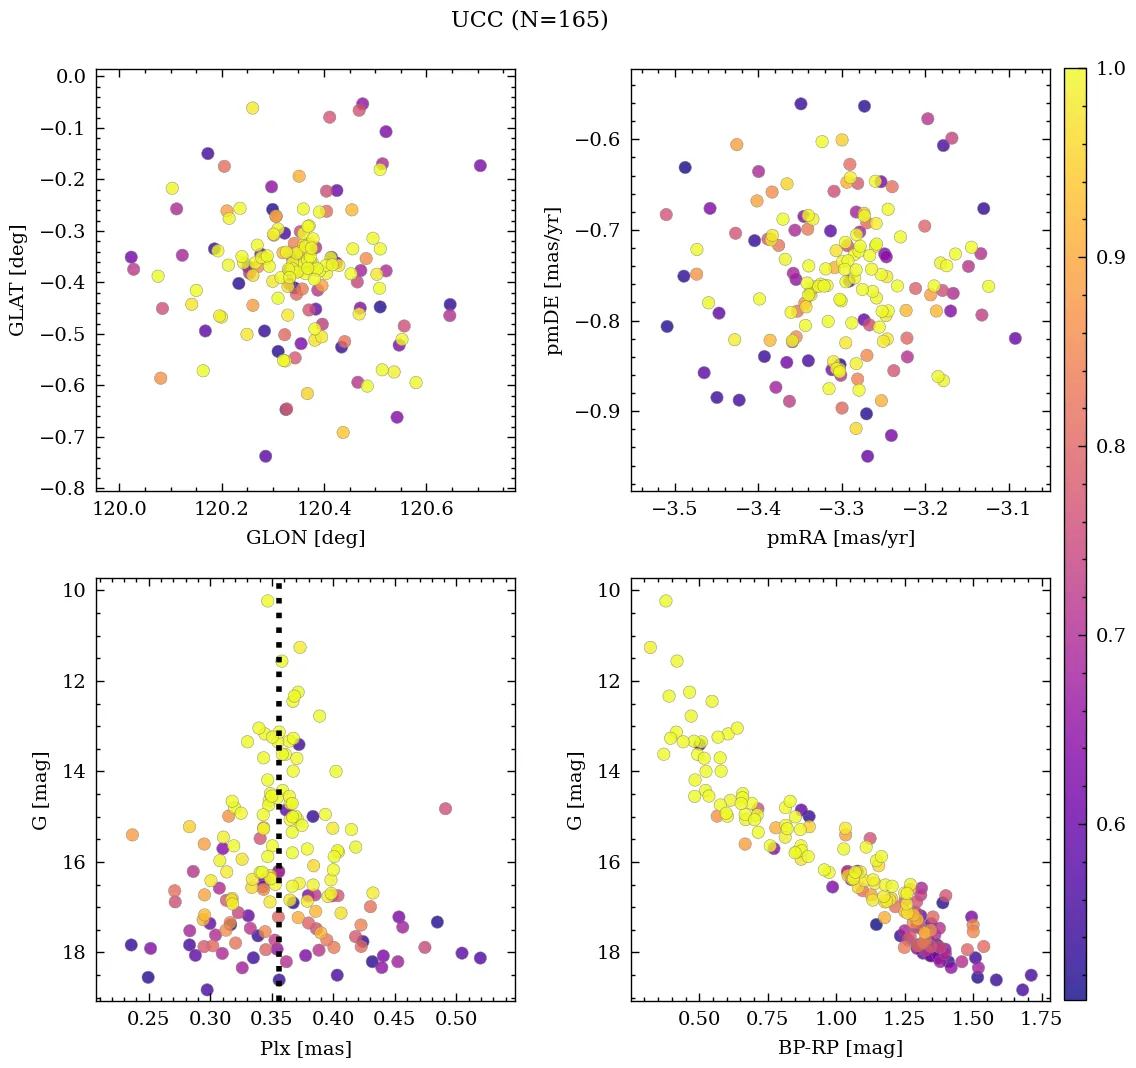 UCC (N=165)
0.0
−0.1
−0.2
−0.3
−0.4
−0.5
−0.6
−0.7
−0.8
GLAT [deg]
120.0 120.2 120.4 120.6
GLON [deg]
−0.6
−0.7
−0.8
−0.9
pmDE [mas/yr]
−3.5 −3.4 −3.3 −3.2 −3.1
pmRA [mas/yr]
1.0
0.9
0.8
0.7
0.6
10
12
14
16
18
G [mag]
0.25 0.30 0.35 0.40 0.45 0.50
Plx [mas]
10
12
14
16
18
G [mag]
0.50 0.75 1.00 1.25 1.50 1.75
BP-RP [mag]